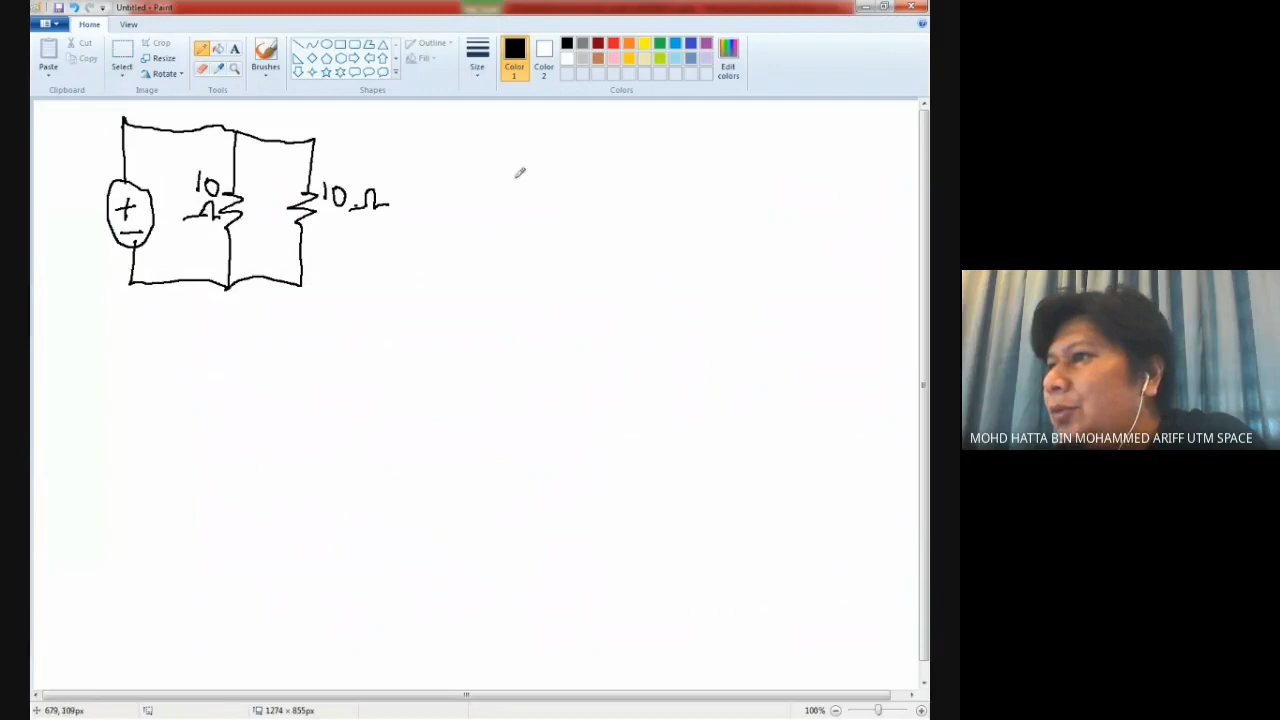 Untitled - Paint
Home View
Paste
Cut
Copy
Clipboard
Select
Crop
Resize
Rotate
Image
A
Tools
Brushes
Outline
Fill
Shapes
Size
Color 1
Color 2
Edit colors
Colors
+
10
Ω
10 Ω
MOHD HATTA BIN MOHAMMED ARIFF UTM SPACE
679, 109px
1274 × 855px
100%